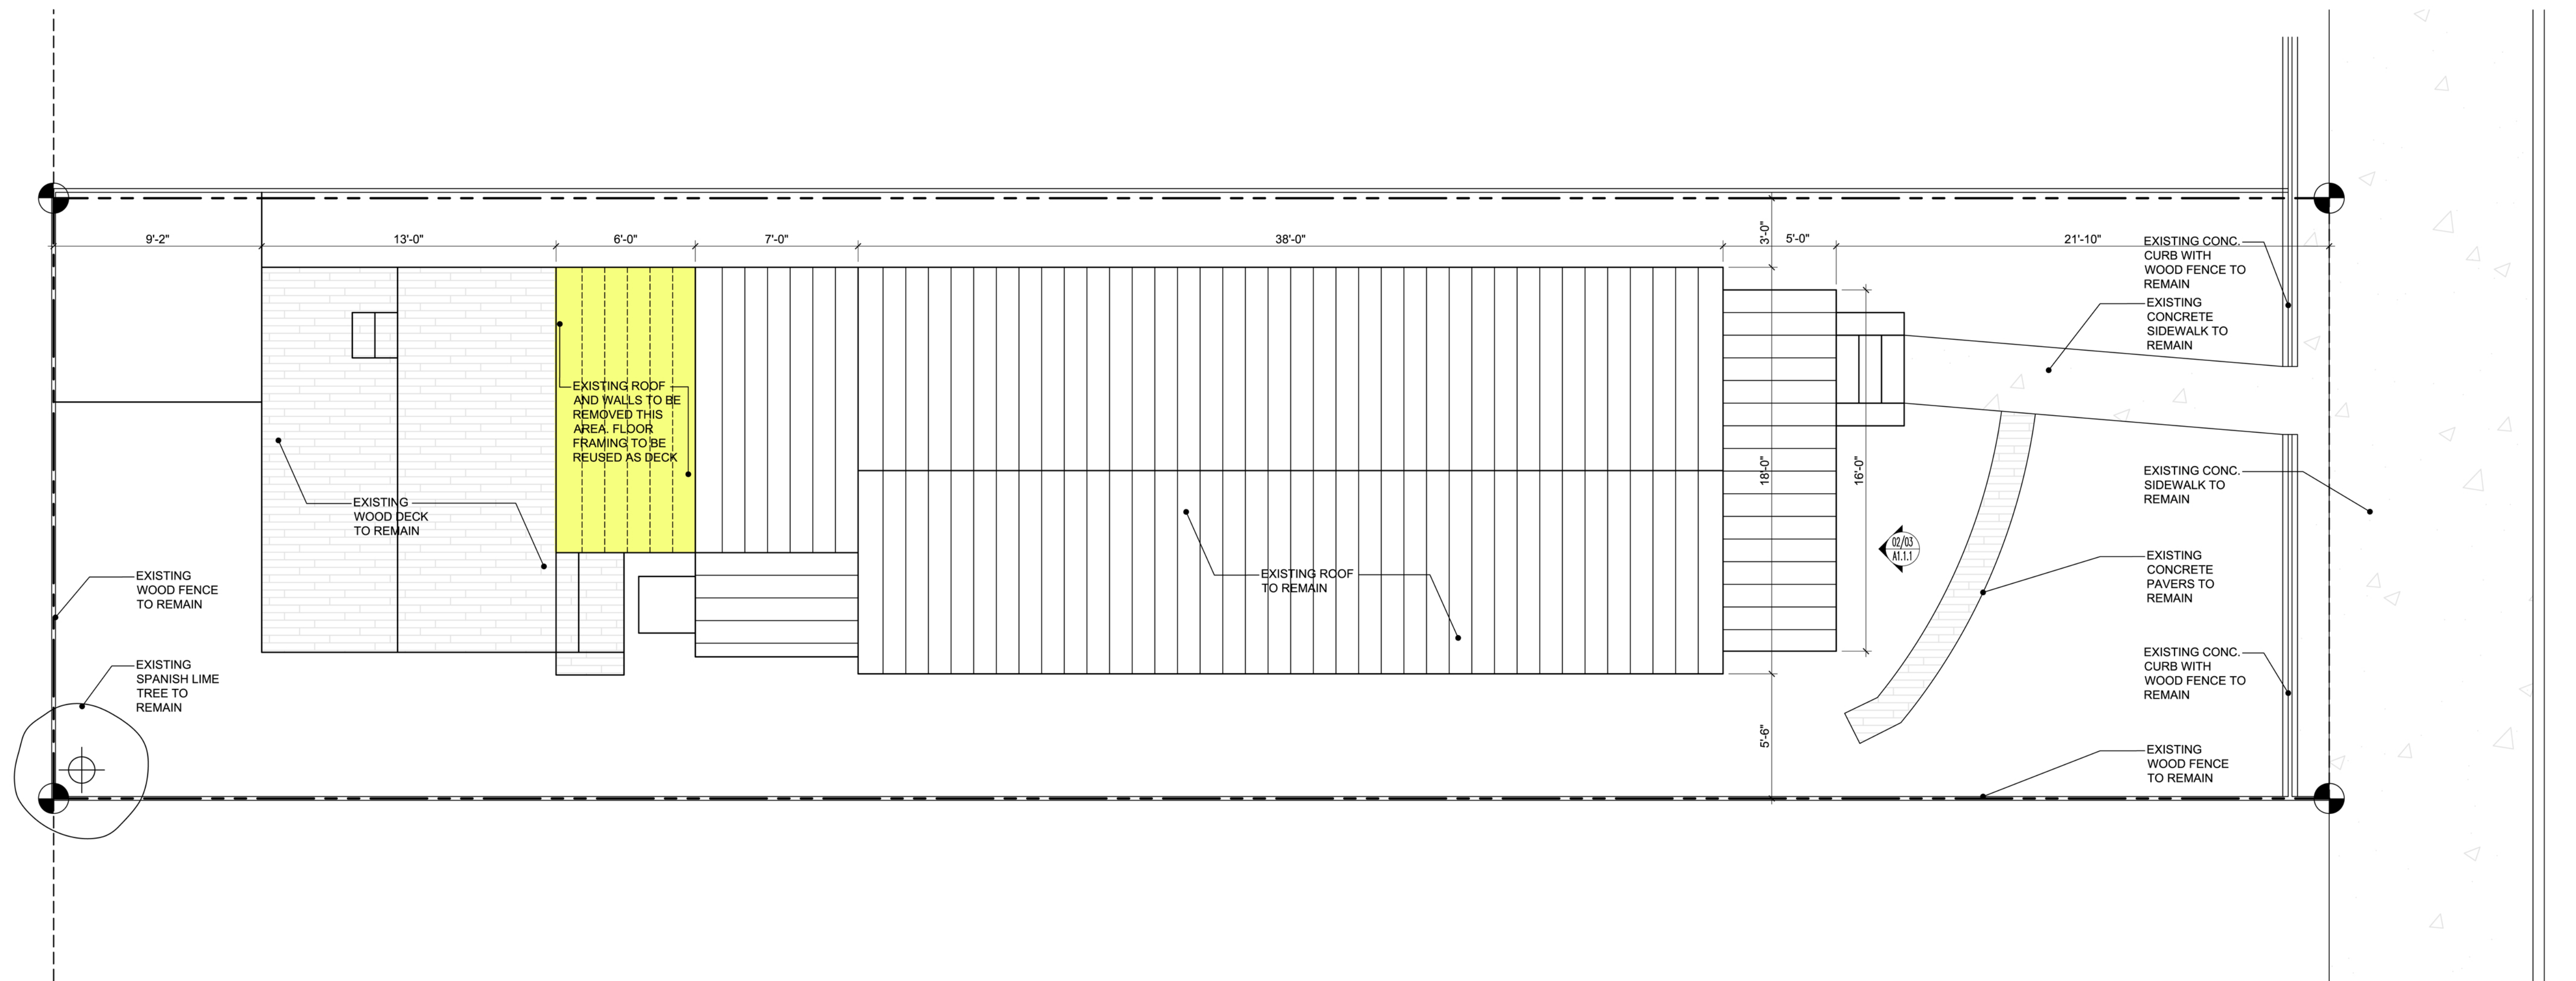 9'-2"
13'-0"
6'-0"
7'-0"
38'-0"
3'-0"
5'-0"
21'-10"
EXISTING CONC.
CURB WITH
WOOD FENCE TO
REMAIN
EXISTING
CONCRETE
SIDEWALK TO
REMAIN
EXISTING ROOF
AND WALLS TO BE
REMOVED THIS
AREA. FLOOR
FRAMING TO BE
REUSED AS DECK
18'-0"
16'-0"
EXISTING CONC.
SIDEWALK TO
REMAIN
EXISTING
WOOD DECK
TO REMAIN
02/03
A1.1.1
EXISTING
CONCRETE
PAVERS TO
REMAIN
EXISTING
WOOD FENCE
TO REMAIN
EXISTING ROOF
TO REMAIN
EXISTING
SPANISH LIME
TREE TO
REMAIN
EXISTING CONC.
CURB WITH
WOOD FENCE TO
REMAIN
5'-6"
EXISTING
WOOD FENCE
TO REMAIN